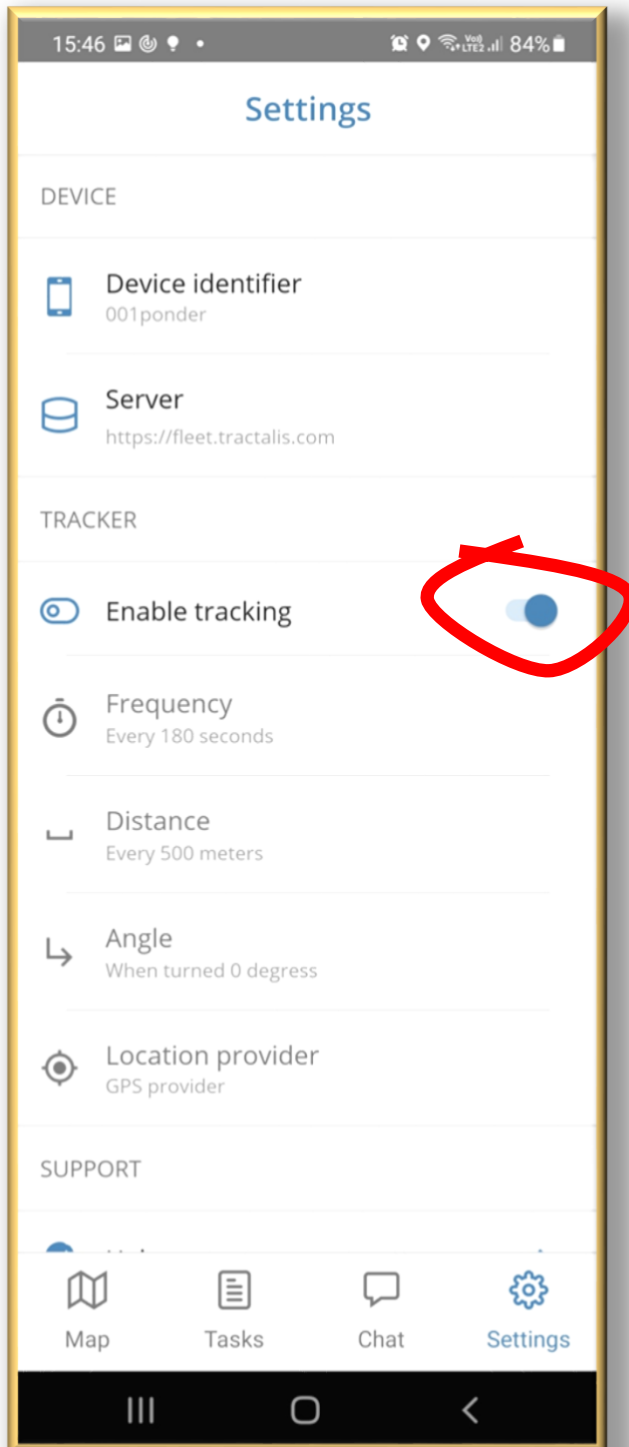 15:46 84%
Settings
DEVICE
Device identifier
001ponder
Server
https://fleet.tractalis.com
TRACKER
Enable tracking
Frequency
Every 180 seconds
Distance
Every 500 meters
Angle
When turned 0 degress
Location provider
GPS provider
SUPPORT
Map Tasks Chat Settings